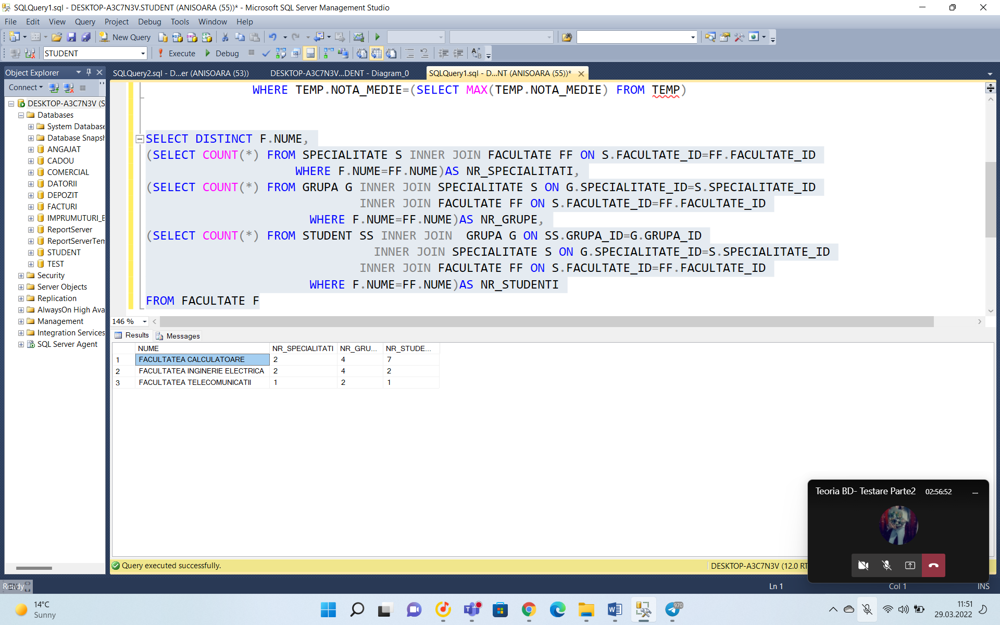 SQLQuery1.sql - DESKTOP-A3C7N3V.STUDENT (ANISOARA (55))* - Microsoft SQL Server Management Studio
File Edit View Query Project Debug Tools Window Help
New Query
STUDENT Execute Debug
Object Explorer
SQLQuery2.sql - D...er (ANISOARA (53)) DESKTOP-A3C7N3V...DENT - Diagram_0 SQLQuery1.sql - D...NT (ANISOARA (55))*
Connect
DESKTOP-A3C7N3V (S
Databases
System Database
Database Snapsh
ANGAJAT
CADOU
COMERCIAL
DATORII
DEPOZIT
FACTURI
IMPRUMUTURI_E
ReportServer
ReportServerTem
STUDENT
TEST
Security
Server Objects
Replication
AlwaysOn High Ava
Management
Integration Services
SQL Server Agent
WHERE TEMP.NOTA_MEDIE=(SELECT MAX(TEMP.NOTA_MEDIE) FROM TEMP)
SELECT DISTINCT F.NUME,
(SELECT COUNT(*) FROM SPECIALITATE S INNER JOIN FACULTATE FF ON S.FACULTATE_ID=FF.FACULTATE_ID
WHERE F.NUME=FF.NUME)AS NR_SPECIALITATI,
(SELECT COUNT(*) FROM GRUPA G INNER JOIN SPECIALITATE S ON G.SPECIALITATE_ID=S.SPECIALITATE_ID
INNER JOIN FACULTATE FF ON S.FACULTATE_ID=FF.FACULTATE_ID
WHERE F.NUME=FF.NUME)AS NR_GRUPE,
(SELECT COUNT(*) FROM STUDENT SS INNER JOIN GRUPA G ON SS.GRUPA_ID=G.GRUPA_ID
INNER JOIN SPECIALITATE S ON G.SPECIALITATE_ID=S.SPECIALITATE_ID
INNER JOIN FACULTATE FF ON S.FACULTATE_ID=FF.FACULTATE_ID
WHERE F.NUME=FF.NUME)AS NR_STUDENTI
FROM FACULTATE F
146 %
Results Messages
NUME NR_SPECIALITATI NR_GRU... NR_STUDE...
1 FACULTATEA CALCULATOARE 2 4 7
2 FACULTATEA INGINERIE ELECTRICA 2 4 2
3 FACULTATEA TELECOMUNICATII 1 2 1
Teoria BD- Testare Parte2 02:56:52
Query executed successfully. DESKTOP-A3C7N3V (12.0 RT
Ready Ln 1 Col 1 INS
14°C
Sunny
970
11:51
29.03.2022